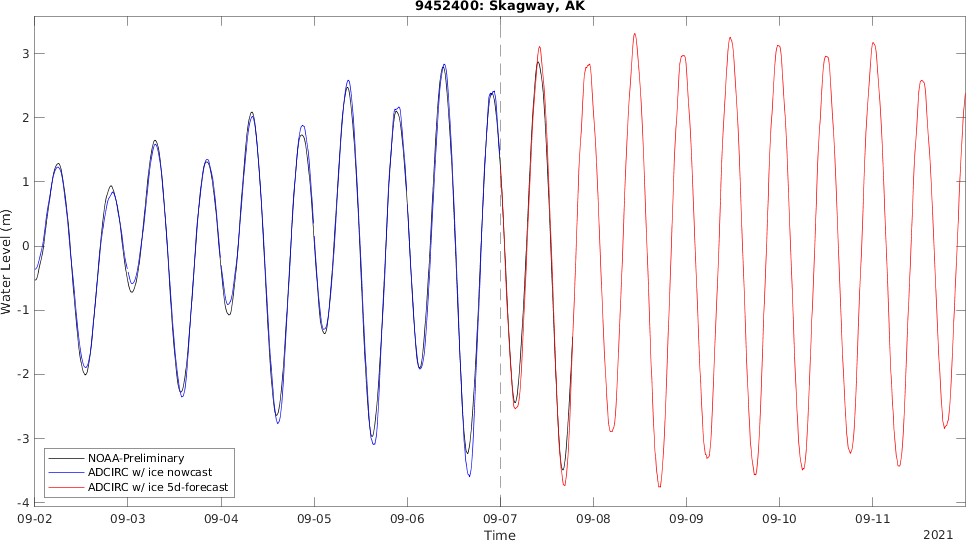 9452400: Skagway, AK
Water Level (m)
3
2
1
0
-1
-2
-3
-4
NOAA-Preliminary
ADCIRC w/ ice nowcast
ADCIRC w/ ice 5d-forecast
09-02 09-03 09-04 09-05 09-06 09-07 09-08 09-09 09-10 09-11
Time
2021